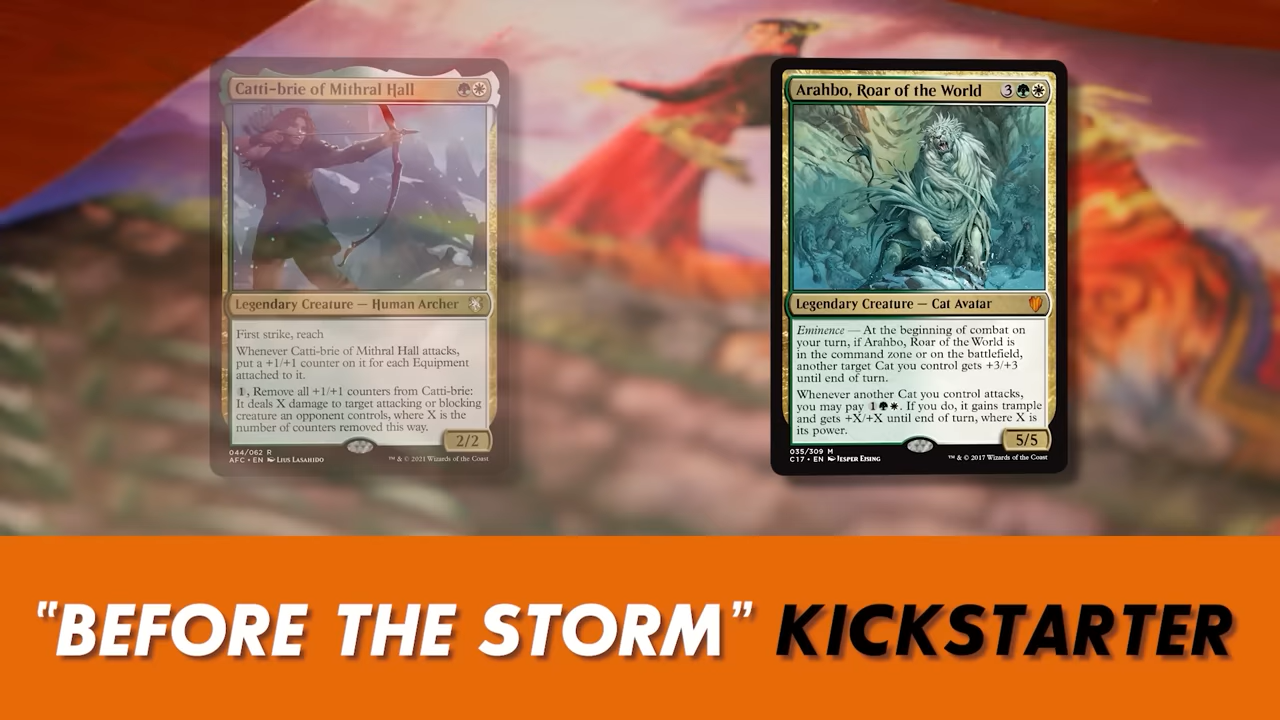 Catti-brie of Mithral Hall
Legendary Creature — Human Archer
First strike, reach
Whenever Catti-brie of Mithral Hall attacks,
put a +1/+1 counter on it for each Equipment
attached to it.
1, Remove all +1/+1 counters from Catti-brie:
It deals X damage to target attacking or blocking
creature an opponent controls, where X is the
number of counters removed this way.
2/2
044/062 R
AFC • EN Lius Lasahido
™ & © 2021 Wizards of the Coast
Arahbo, Roar of the World
3
Legendary Creature — Cat Avatar
Eminence — At the beginning of combat on
your turn, if Arahbo, Roar of the World is
in the command zone or on the battlefield,
another target Cat you control gets +3/+3
until end of turn.
Whenever another Cat you control attacks,
you may pay 1. If you do, it gains trample
and gets +X/+X until end of turn, where X is
its power.
5/5
035/309 M
C17 • EN Jesper Ejsing
™ & © 2017 Wizards of the Coast
"BEFORE THE STORM" KICKSTARTER